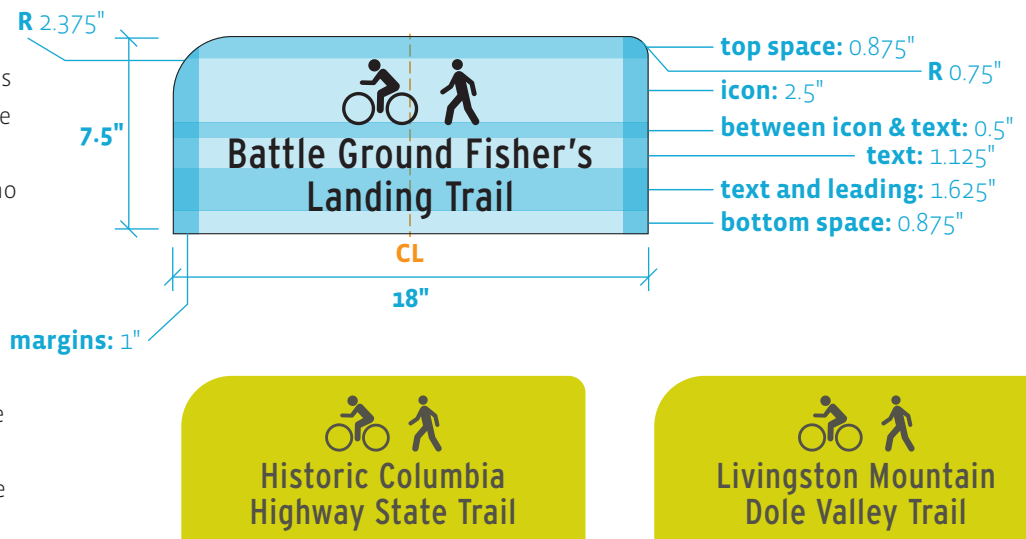 R 2.375"
top space: 0.875"
R 0.75"
icon: 2.5"
7.5"
between icon & text: 0.5"
text: 1.125"
text and leading: 1.625"
bottom space: 0.875"
Battle Ground Fisher’s
Landing Trail
CL
18"
margins: 1"
Historic Columbia
Highway State Trail
Livingston Mountain
Dole Valley Trail